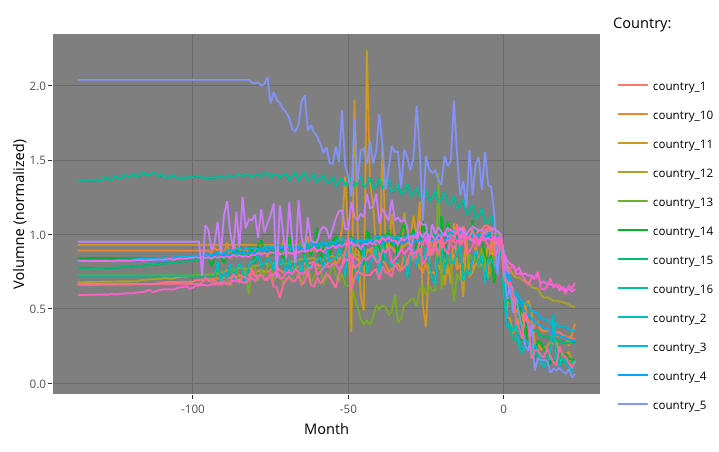 Country:
country_1
country_10
country_11
country_12
country_13
country_14
country_15
country_16
country_2
country_3
country_4
country_5
Volumne (normalized)
2.0
1.5
1.0
0.5
0.0
-100
-50
0
Month